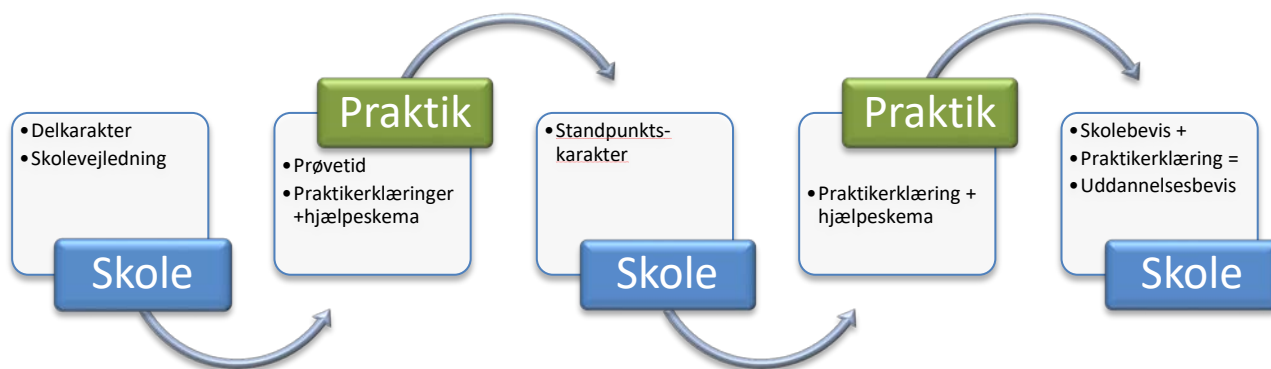 •Delkarakter
•Skolevejledning
Skole
Praktik
•Prøvetid
•Praktikerklæringer
+hjælpeskema
•Standpunkts-
karakter
Skole
Praktik
•Praktikerklæring +
hjælpeskema
•Skolebevis +
•Praktikerklæring =
•Uddannelsesbevis
Skole